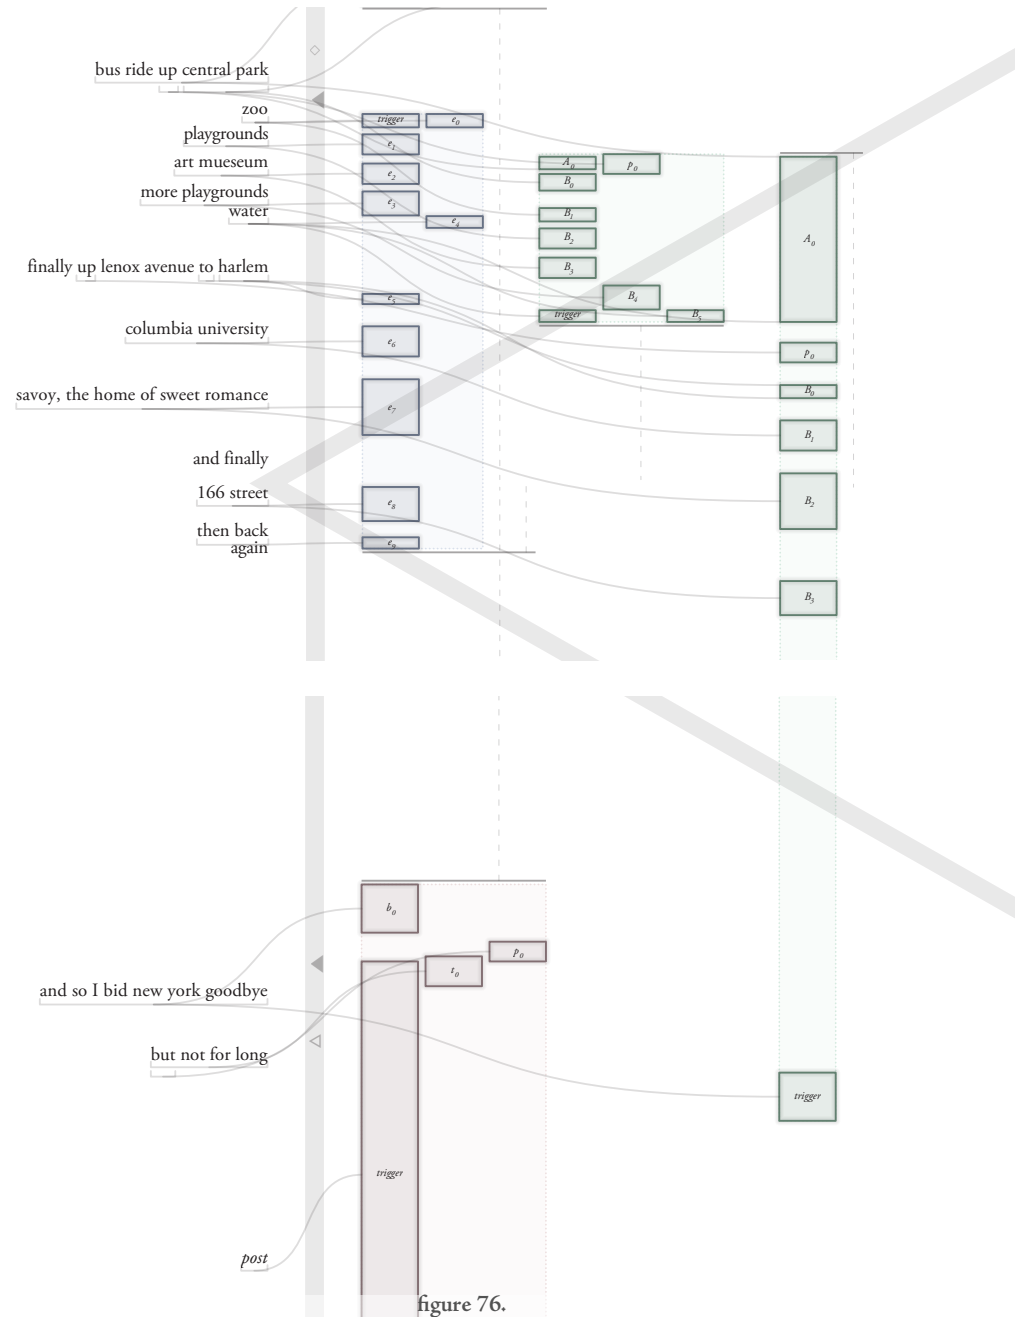 bus ride up central park
zoo
trigger e0
playgrounds
e1
A0 p0
art mueseum
e2
B0
more playgrounds
e3
water
B1
e4
B2
A0
finally up lenox avenue to harlem
B3
e5
B4
trigger B5
columbia university
e6
p0
savoy, the home of sweet romance
B0
e7
B1
and finally
166 street
B2
e8
then back
again
e9
B3
b0
p0
t0
and so I bid new york goodbye
but not for long
trigger
trigger
post
figure 76.